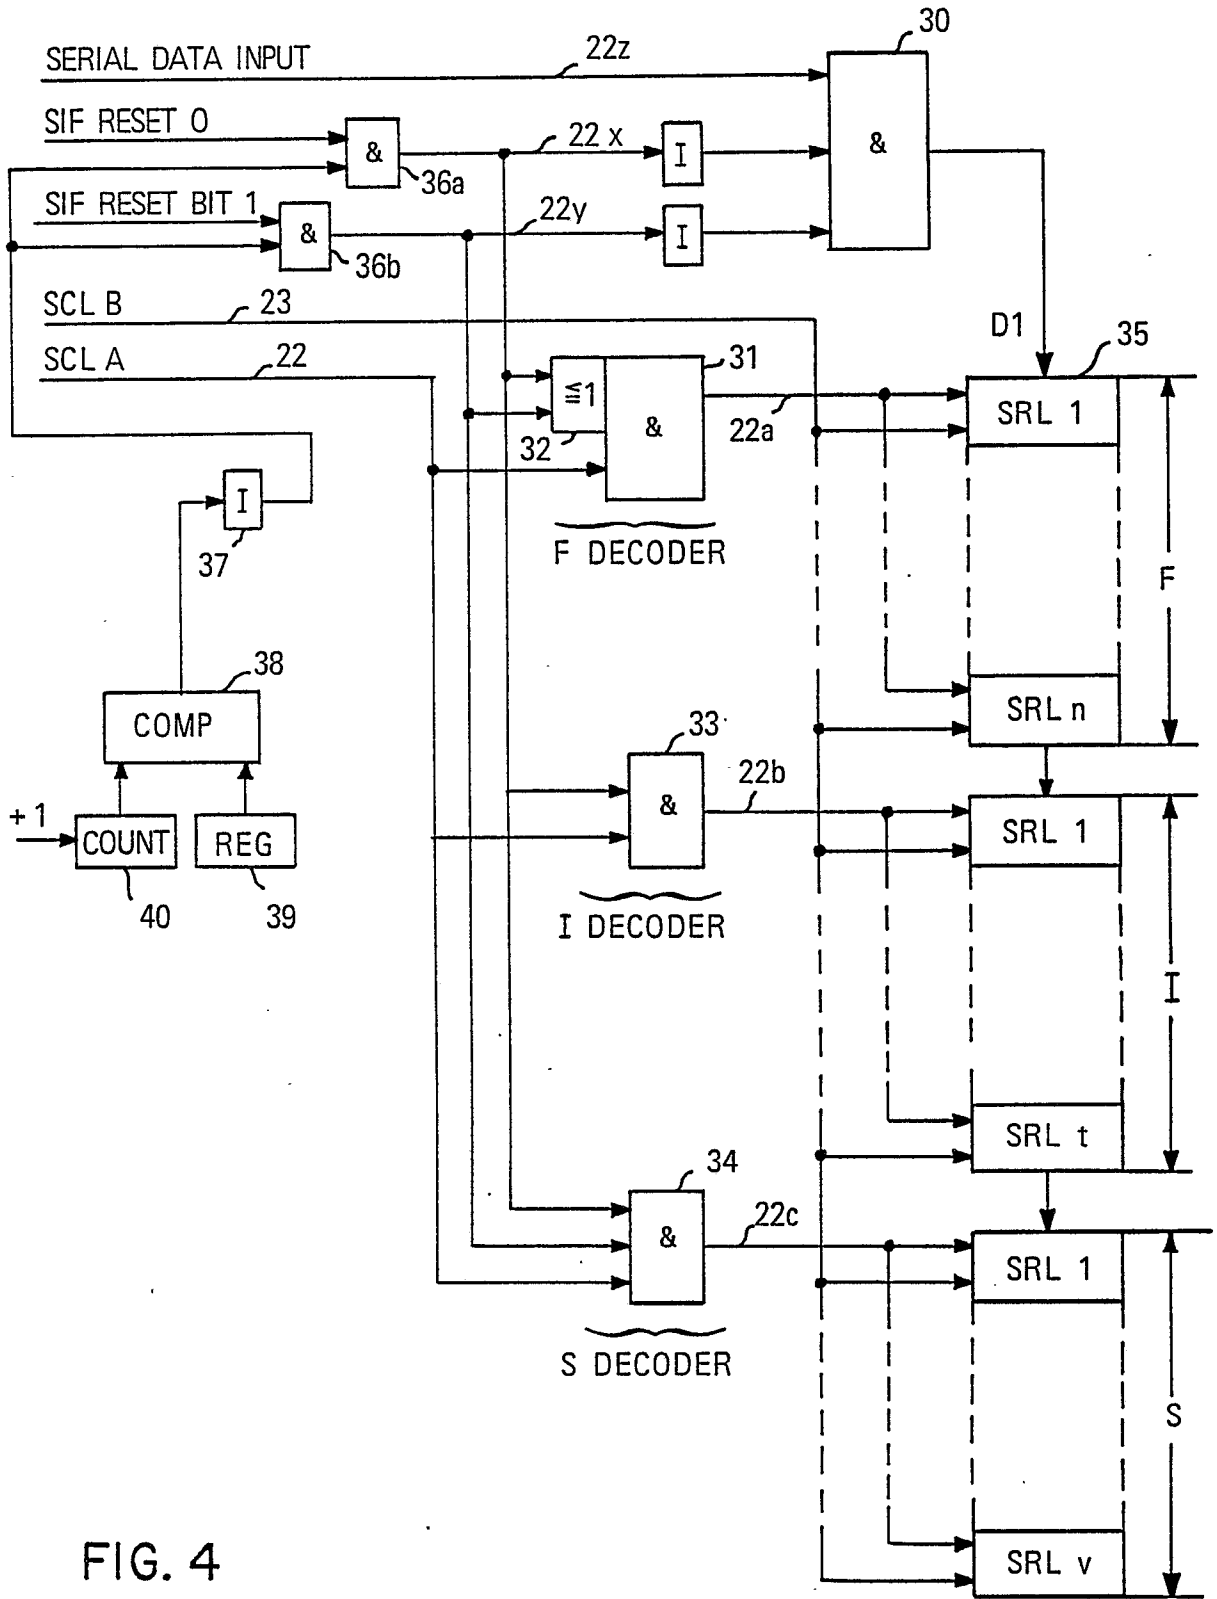 30
SERIAL DATA INPUT 22z
SIF RESET 0
& 36a 22 x I
&
SIF RESET BIT 1
& 36b 22y I
SCL B 23
D1
35
SCL A 22
31
≦1 & 32
22a
SRL 1
F DECODER
I 37
F
38
COMP
SRL n
33
& 22b
+1 COUNT REG
40 39
SRL 1
I DECODER
I
SRL t
34
& 22c
SRL 1
S DECODER
S
SRL v
FIG. 4